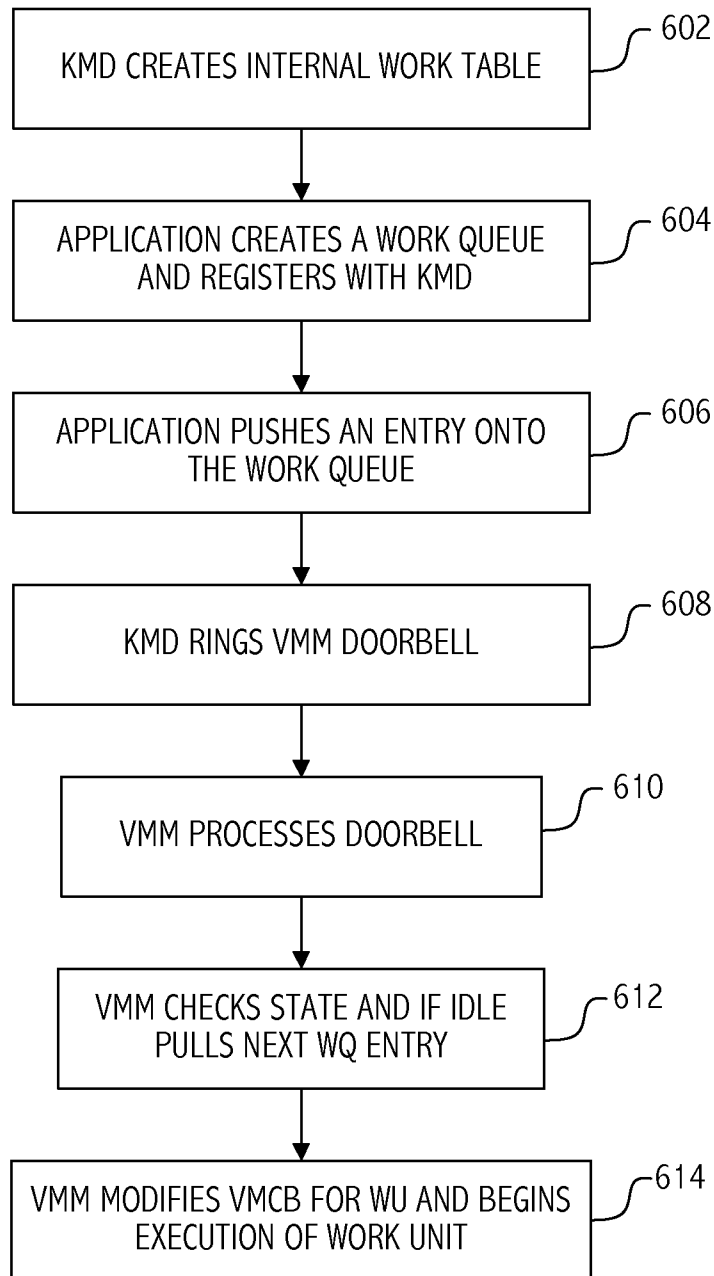 602
KMD CREATES INTERNAL WORK TABLE
604
APPLICATION CREATES A WORK QUEUE
AND REGISTERS WITH KMD
606
APPLICATION PUSHES AN ENTRY ONTO
THE WORK QUEUE
608
KMD RINGS VMM DOORBELL
610
VMM PROCESSES DOORBELL
612
VMM CHECKS STATE AND IF IDLE
PULLS NEXT WQ ENTRY
614
VMM MODIFIES VMCB FOR WU AND BEGINS
EXECUTION OF WORK UNIT